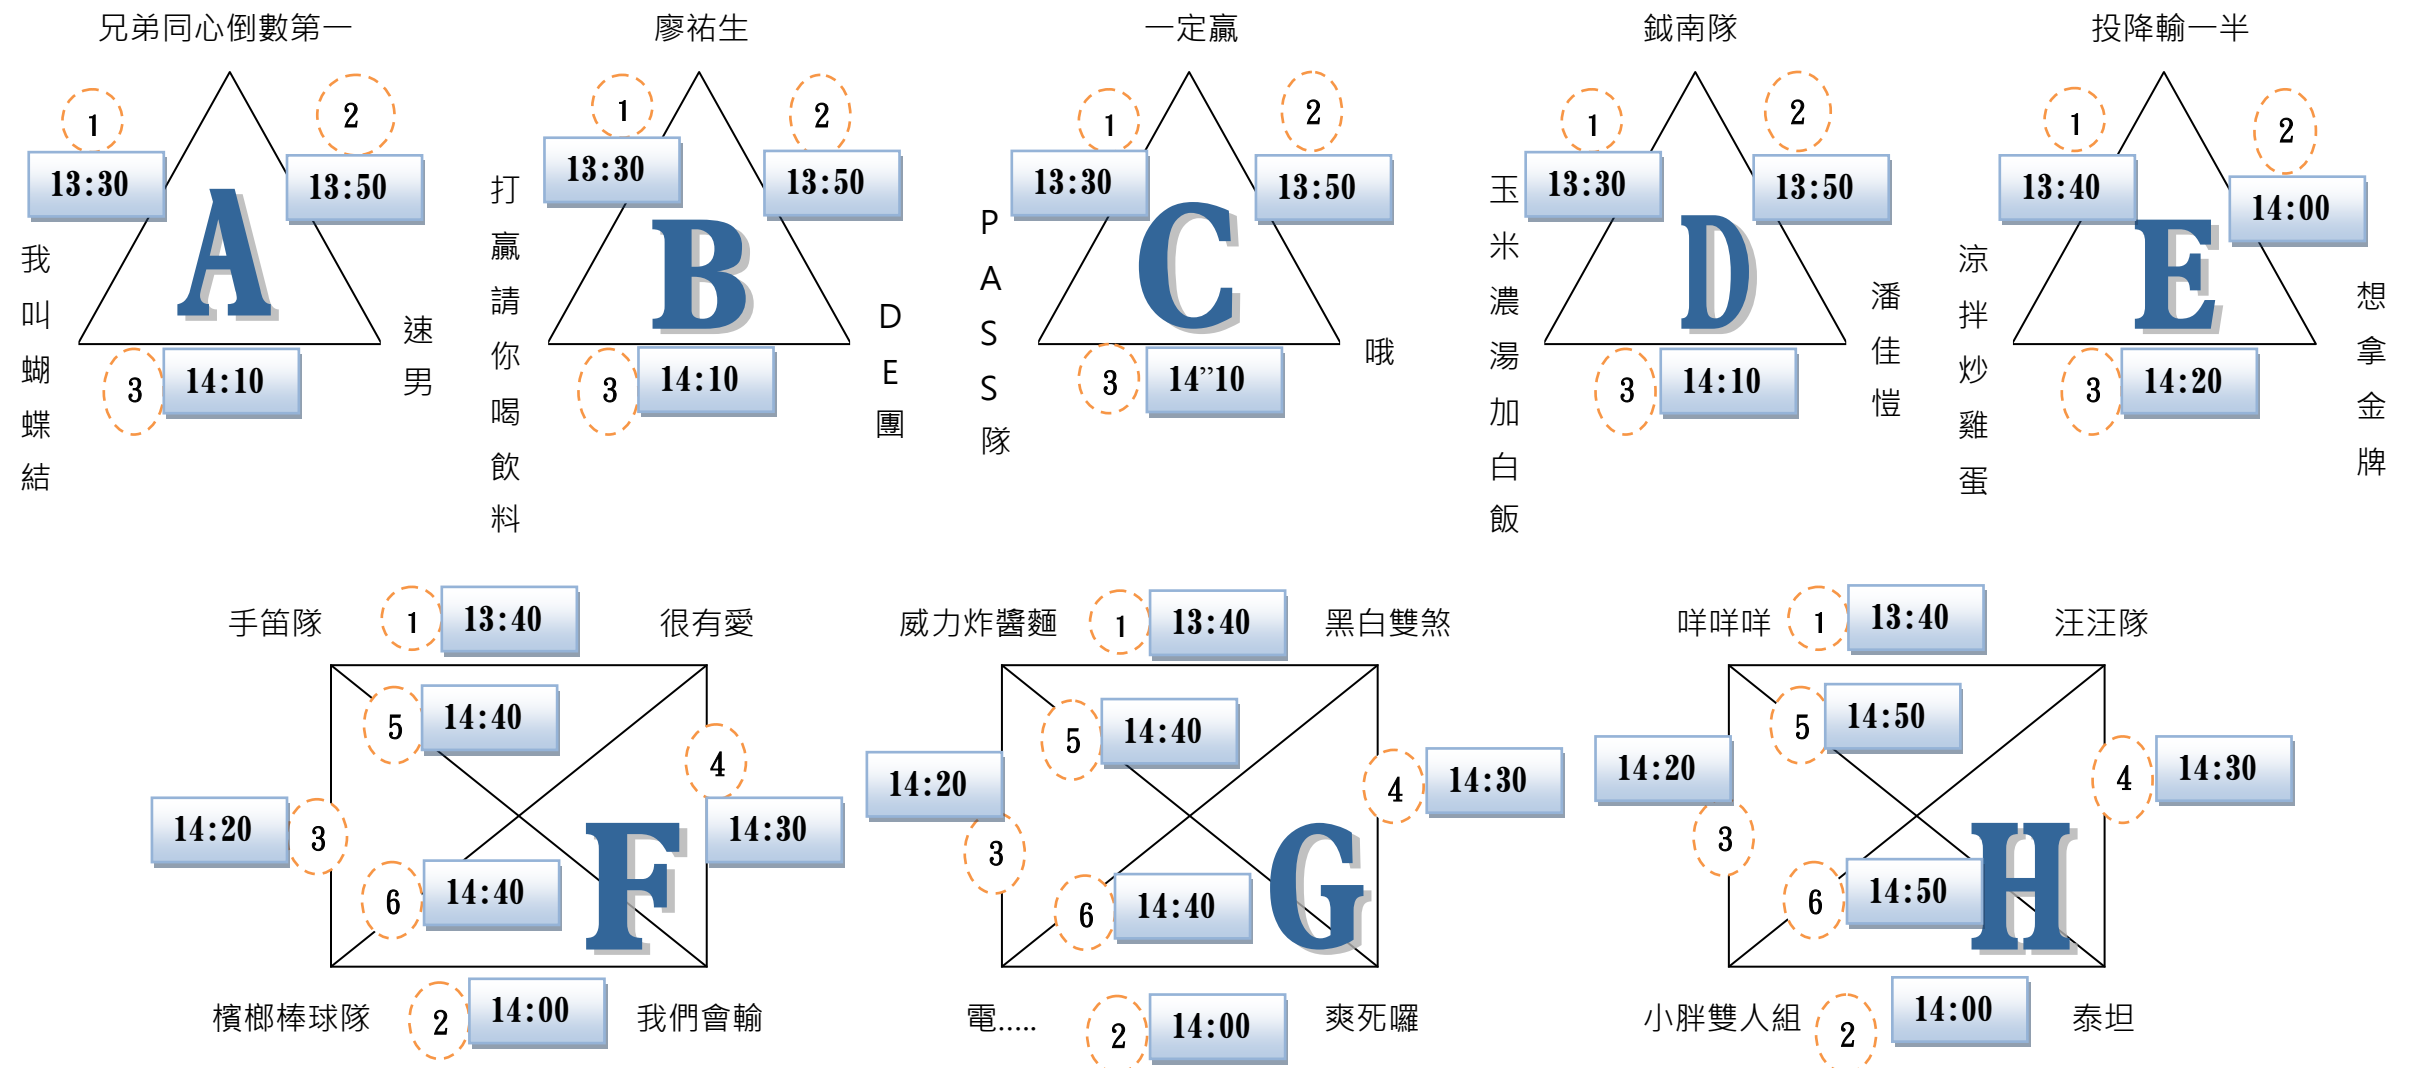 兄弟同心倒數第一
1
13:30
2
13:50
A
我叫蝴蝶結
速男
3
14:10
廖祐生
1
13:30
2
13:50
B
打贏請你喝飲料
DE團
3
14:10
一定贏
1
13:30
2
13:50
C
PASS隊
哦
3
14”10
鉞南隊
1
13:30
2
13:50
D
玉米濃湯加白飯
潘佳愷
3
14:10
投降輸一半
1
13:40
2
14:00
E
涼拌炒雞蛋
想拿金牌
3
14:20
手笛隊
1
13:40
很有愛
5
14:40
4
14:30
14:20
3
6
14:40
F
檳榔棒球隊
2
14:00
我們會輸
威力炸醬麵
1
13:40
黑白雙煞
5
14:40
14:20
3
4
14:30
6
14:40
G
電.....
2
14:00
爽死囉
咩咩咩
1
13:40
汪汪隊
5
14:50
14:20
3
4
14:30
6
14:50
H
小胖雙人組
2
14:00
泰坦